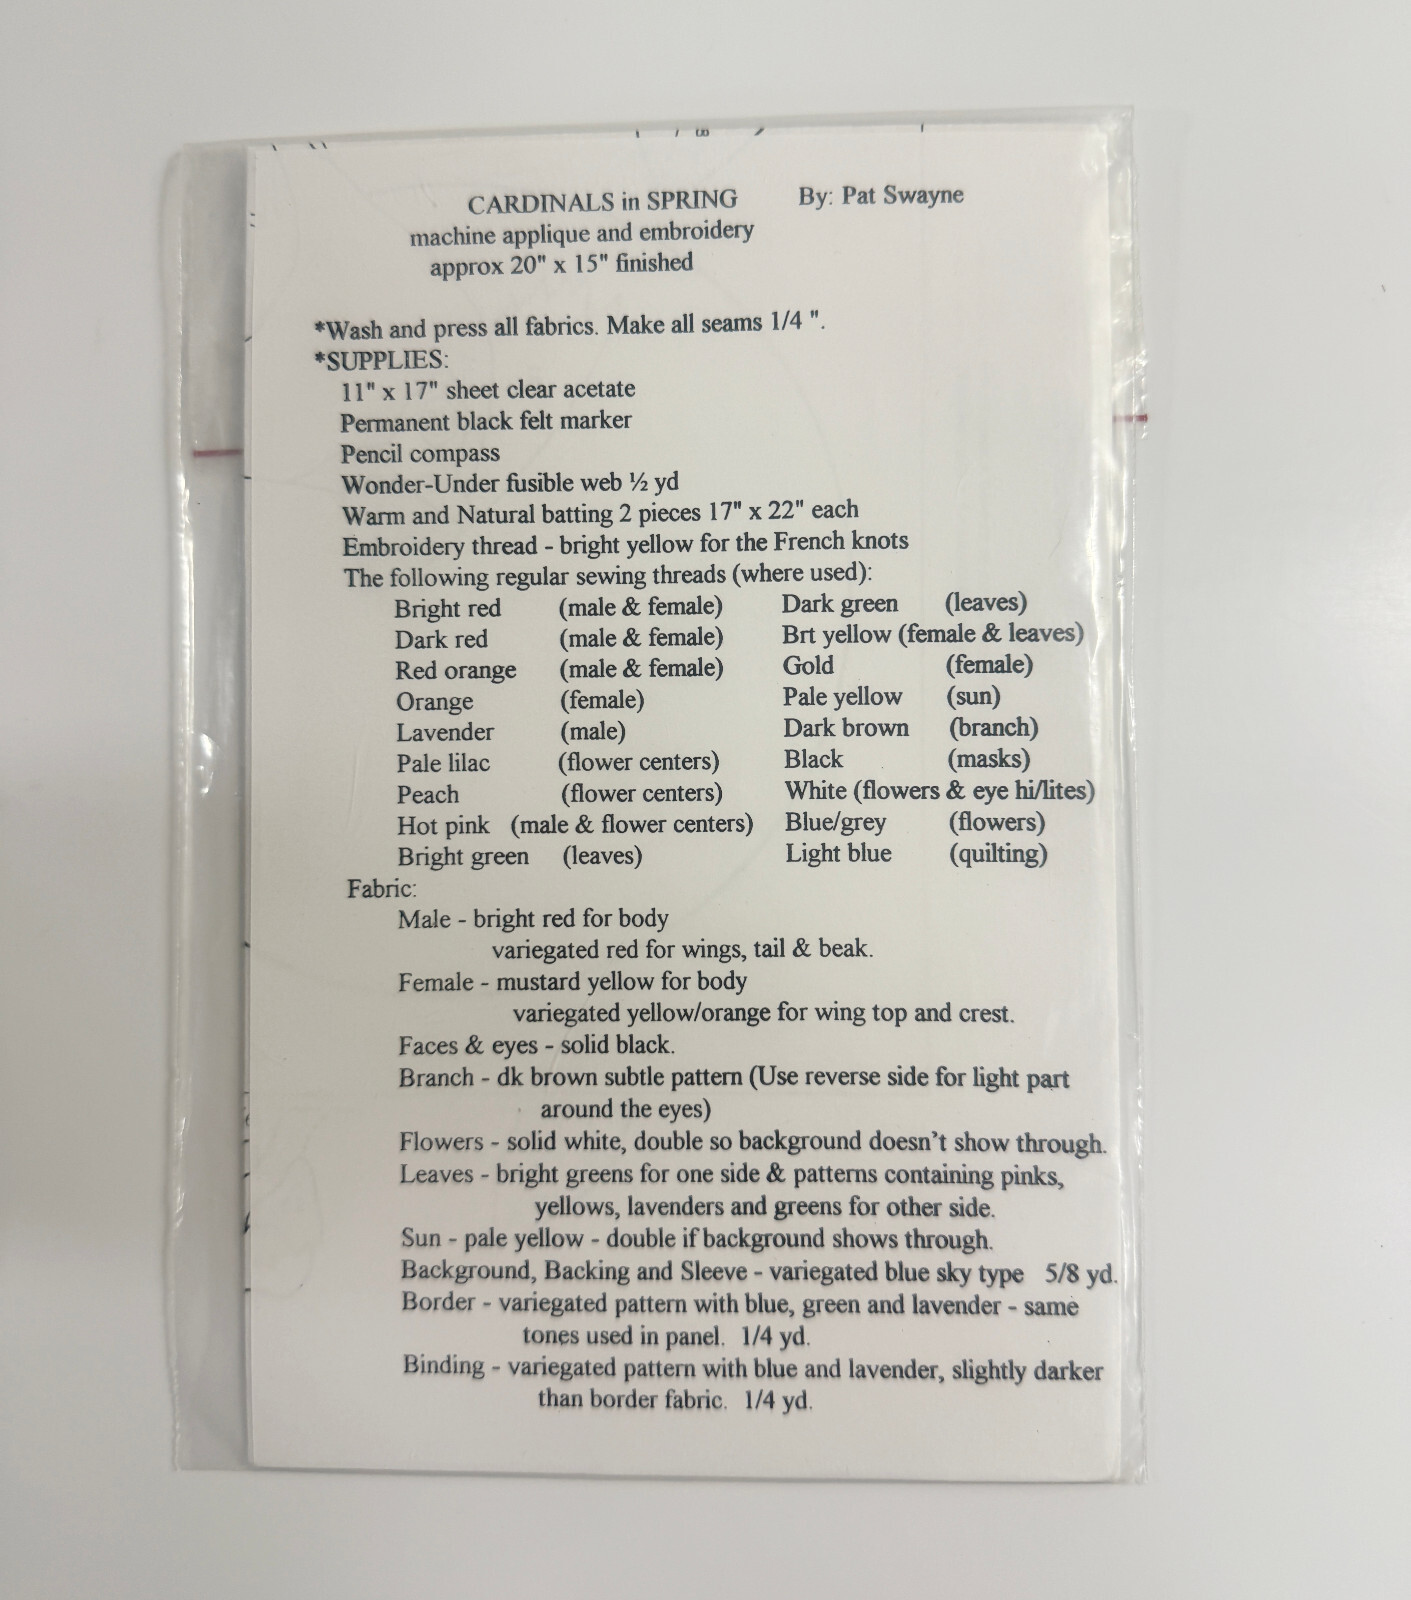 CARDINALS in SPRING By: Pat Swayne
machine applique and embroidery
approx 20" x 15" finished
*Wash and press all fabrics. Make all seams 1/4 ".
*SUPPLIES:
11" x 17" sheet clear acetate
Permanent black felt marker
Pencil compass
Wonder-Under fusible web ½ yd
Warm and Natural batting 2 pieces 17" x 22" each
Embroidery thread - bright yellow for the French knots
The following regular sewing threads (where used):
Bright red (male & female) Dark green (leaves)
Dark red (male & female) Brt yellow (female & leaves)
Red orange (male & female) Gold (female)
Orange (female) Pale yellow (sun)
Lavender (male) Dark brown (branch)
Pale lilac (flower centers) Black (masks)
Peach (flower centers) White (flowers & eye hi/lites)
Hot pink (male & flower centers) Blue/grey (flowers)
Bright green (leaves) Light blue (quilting)
Fabric:
Male - bright red for body
variegated red for wings, tail & beak.
Female - mustard yellow for body
variegated yellow/orange for wing top and crest.
Faces & eyes - solid black.
Branch - dk brown subtle pattern (Use reverse side for light part
around the eyes)
Flowers - solid white, double so background doesn't show through.
Leaves - bright greens for one side & patterns containing pinks,
yellows, lavenders and greens for other side.
Sun - pale yellow - double if background shows through.
Background, Backing and Sleeve - variegated blue sky type 5/8 yd.
Border - variegated pattern with blue, green and lavender - same
tones used in panel. 1/4 yd.
Binding - variegated pattern with blue and lavender, slightly darker
than border fabric. 1/4 yd.